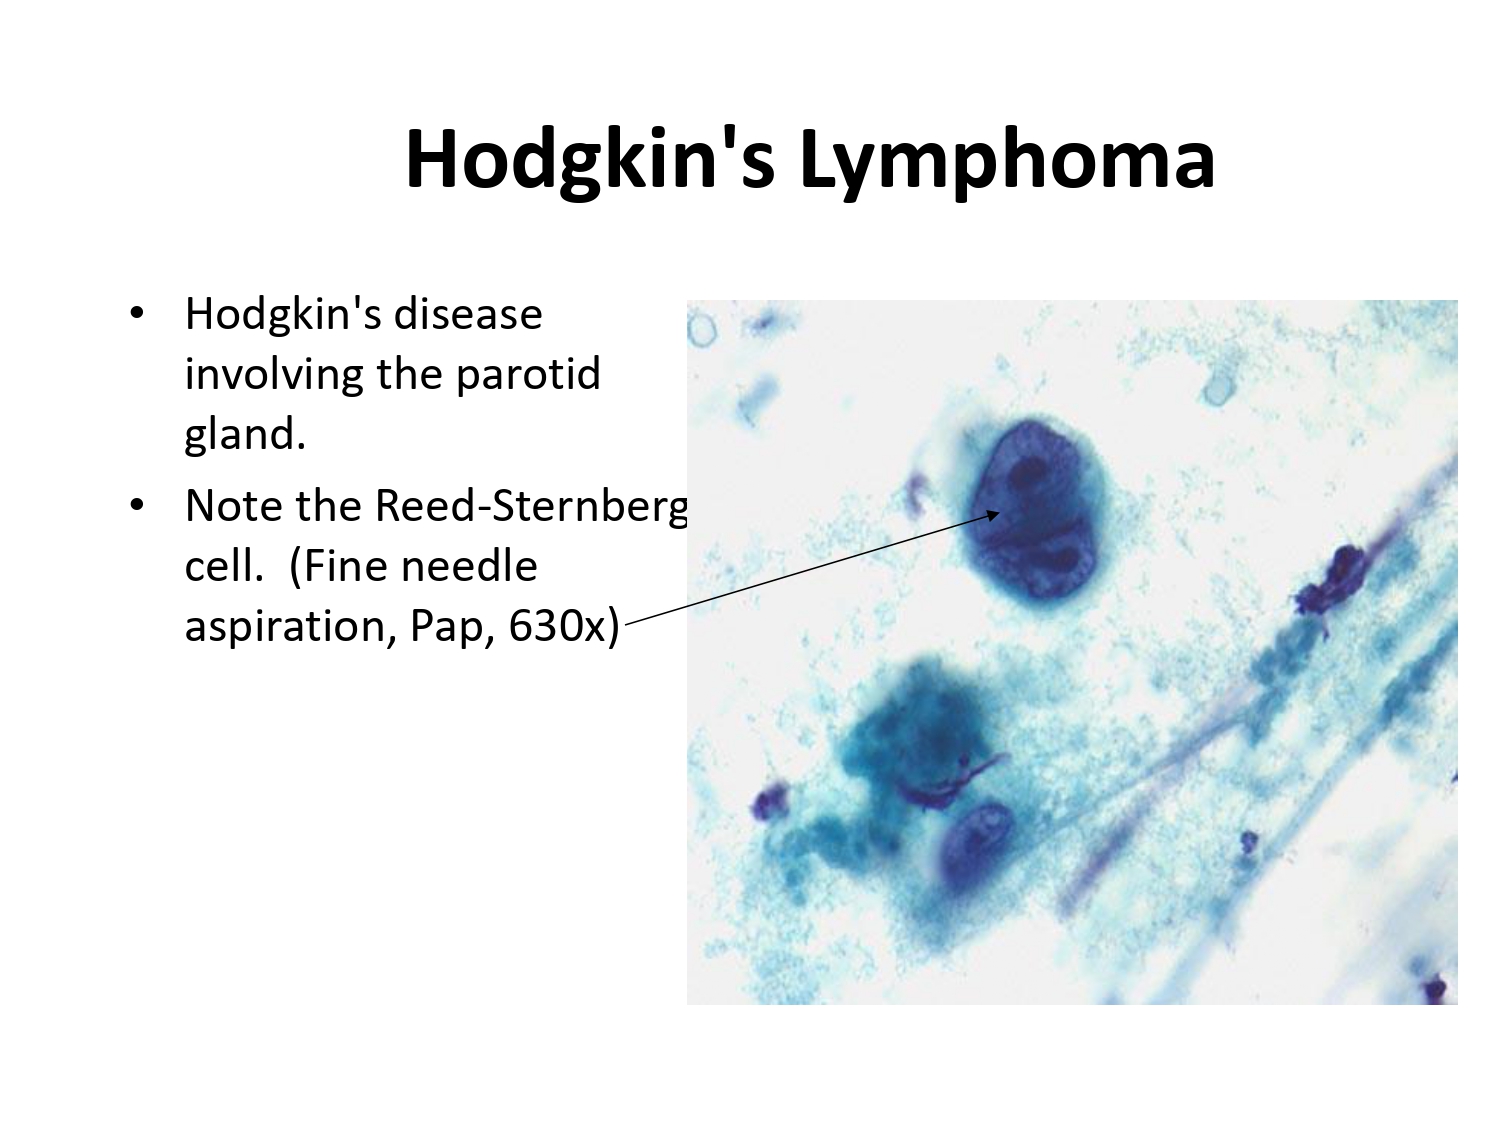 Hodgkin's Lymphoma
• Hodgkin's disease
involving the parotid
gland.
• Note the Reed-Sternberg
cell.  (Fine needle
aspiration, Pap, 630x)